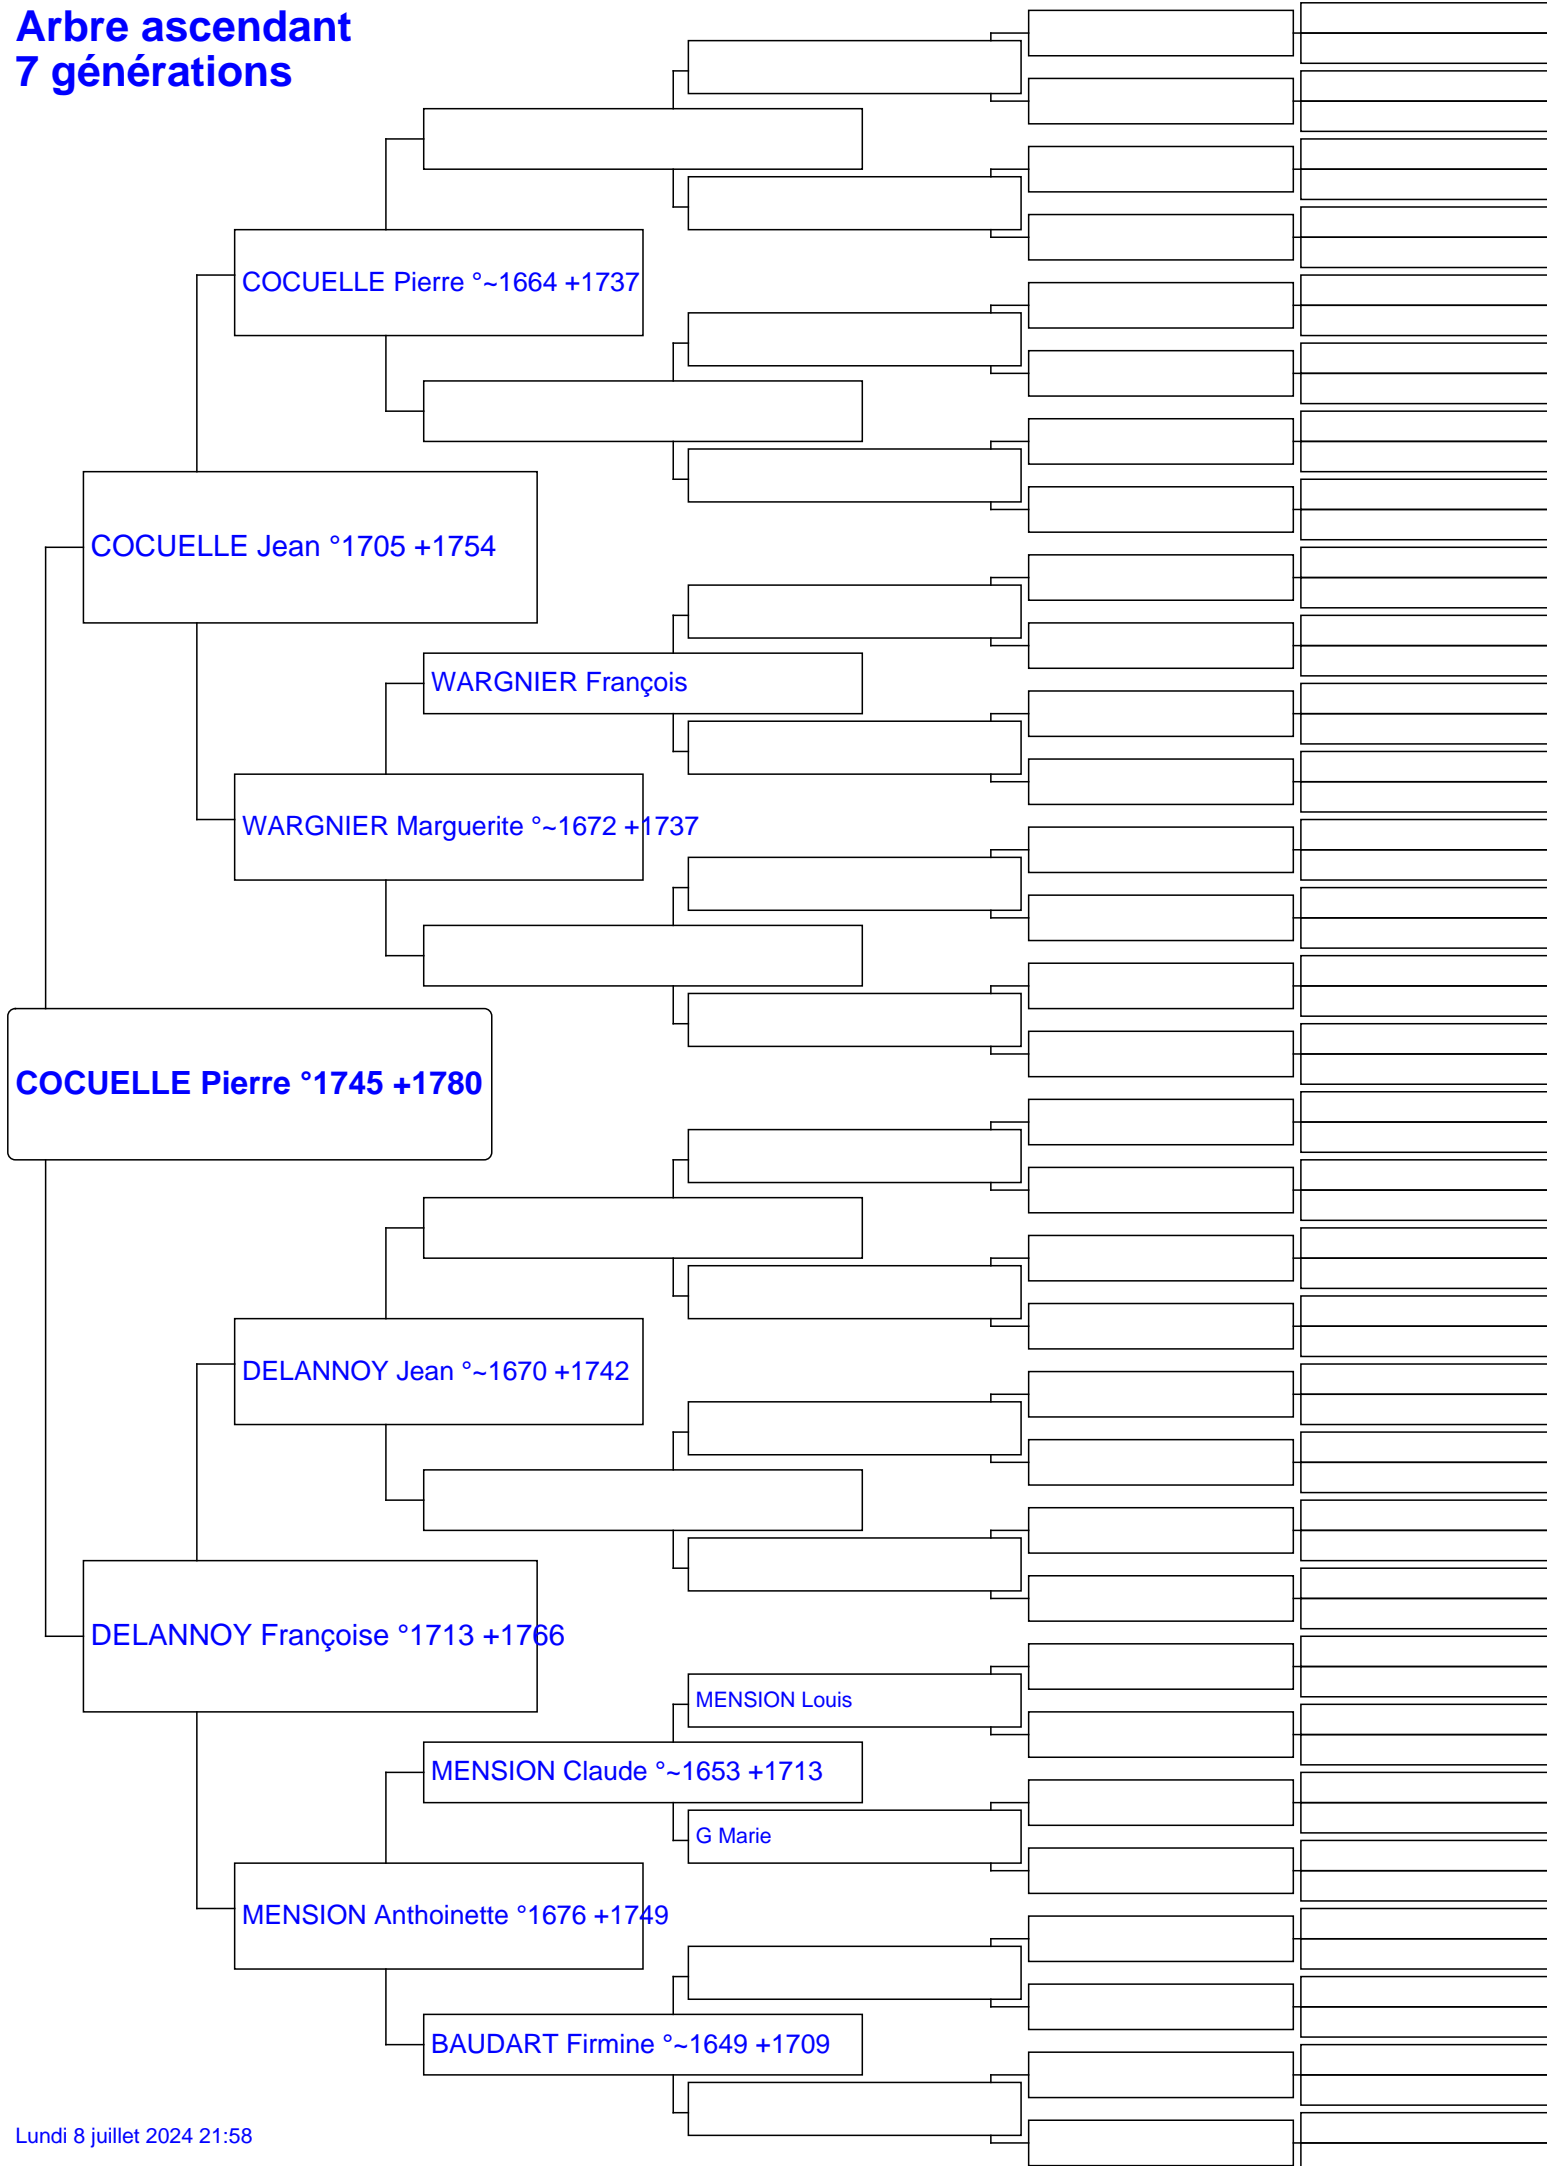 Arbre ascendant
7 générations
COCUELLE Pierre °~1664 +1737
COCUELLE Jean °1705 +1754
WARGNIER François
WARGNIER Marguerite °~1672 +1737
COCUELLE Pierre °1745 +1780
DELANNOY Jean °~1670 +1742
DELANNOY Françoise °1713 +1766
MENSION Louis
MENSION Claude °~1653 +1713
G Marie
MENSION Anthoinette °1676 +1749
BAUDART Firmine °~1649 +1709
Lundi 8 juillet 2024 21:58